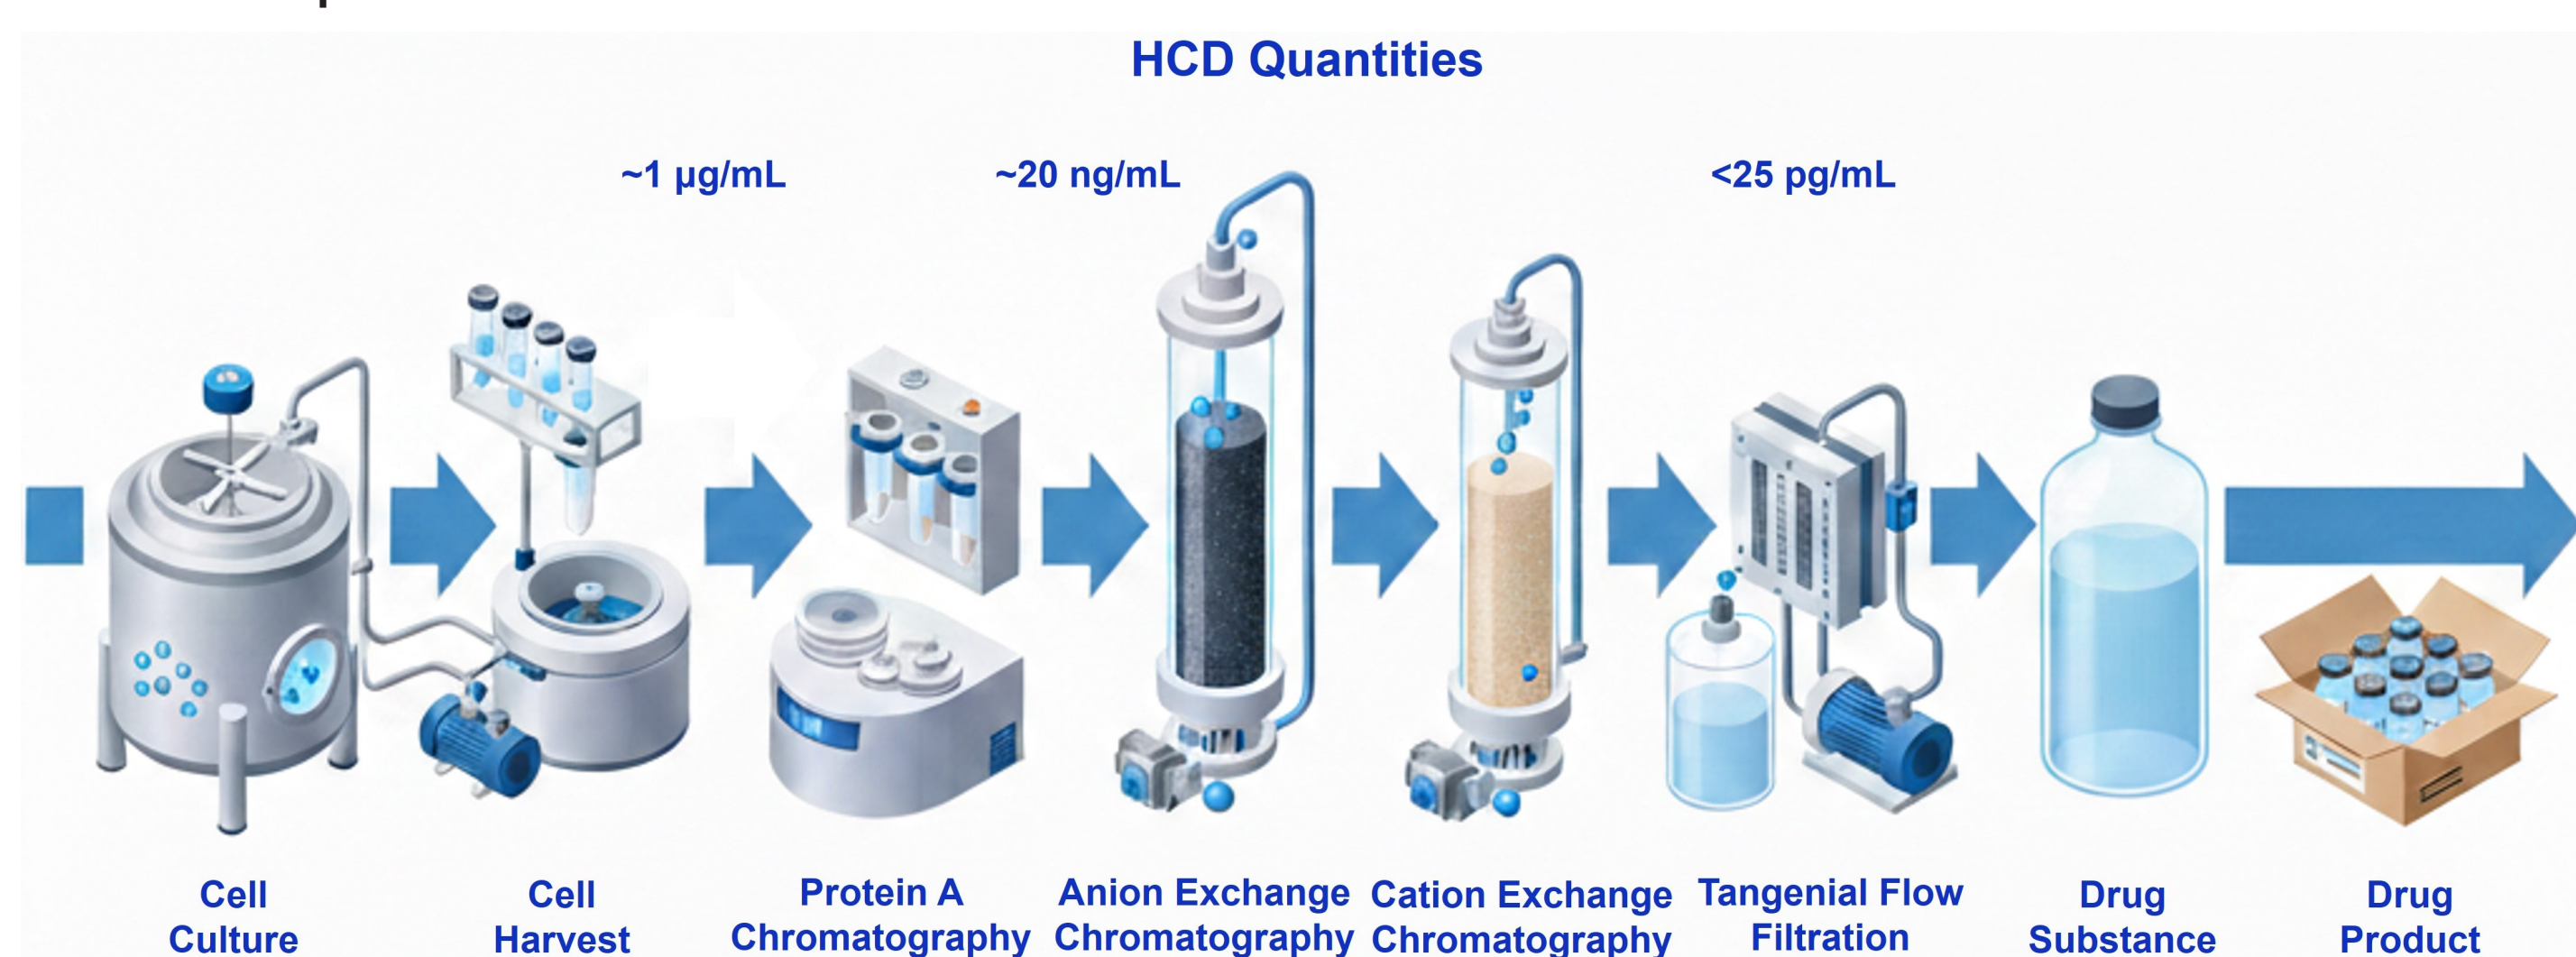 HCD Quantities
~1 µg/mL
~20 ng/mL
<25 pg/mL
Cell
Culture
Cell
Harvest
Protein A
Chromatography
Anion Exchange
Chromatography
Cation Exchange
Chromatography
Tangenial Flow
Filtration
Drug
Substance
Drug
Product